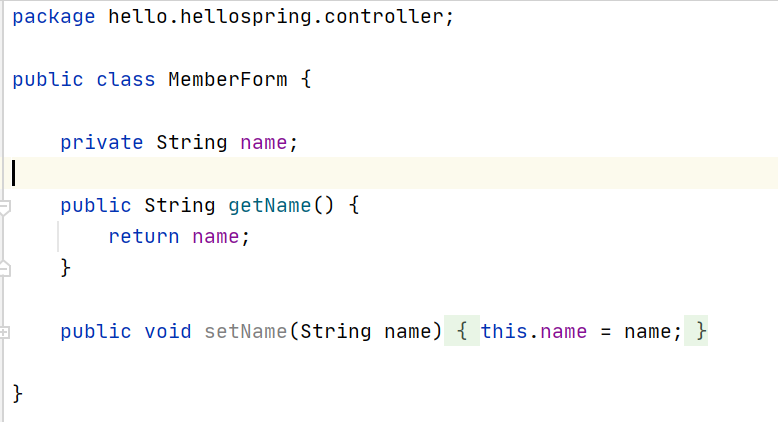 package hello.hellospring.controller;
public class MemberForm {
private String name;
public String getName() {
return name;
}
public void setName(String name) { this.name = name; }
}